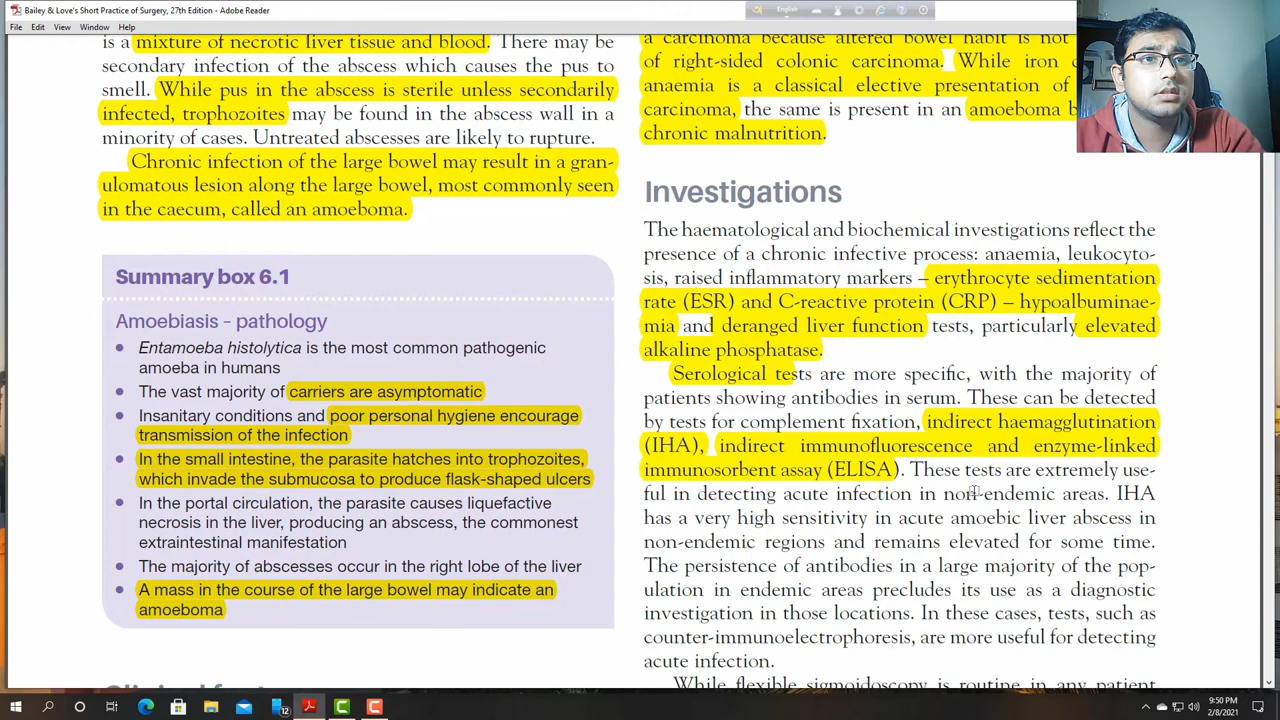 Bailey & Love's Short Practice of Surgery, 27th Edition - Adobe Reader
English
File Edit View Window Help
is a mixture of necrotic liver tissue and blood. There may be
secondary infection of the abscess which causes the pus to
smell. While pus in the abscess is sterile unless secondarily
infected, trophozoites may be found in the abscess wall in a
minority of cases. Untreated abscesses are likely to rupture.
Chronic infection of the large bowel may result in a gran-
ulomatous lesion along the large bowel, most commonly seen
in the caecum, called an amoeboma.
Summary box 6.1
Amoebiasis – pathology
● Entamoeba histolytica is the most common pathogenic
amoeba in humans
● The vast majority of carriers are asymptomatic
● Insanitary conditions and poor personal hygiene encourage
transmission of the infection
● In the small intestine, the parasite hatches into trophozoites,
which invade the submucosa to produce flask-shaped ulcers
● In the portal circulation, the parasite causes liquefactive
necrosis in the liver, producing an abscess, the commonest
extraintestinal manifestation
● The majority of abscesses occur in the right lobe of the liver
● A mass in the course of the large bowel may indicate an
amoeboma
a carcinoma because altered bowel habit is not
of right-sided colonic carcinoma. While iron
anaemia is a classical elective presentation
carcinoma, the same is present in an amoeboma
chronic malnutrition.
Investigations
The haematological and biochemical investigations reflect the
presence of a chronic infective process: anaemia, leukocyto-
sis, raised inflammatory markers – erythrocyte sedimentation
rate (ESR) and C-reactive protein (CRP) – hypoalbuminae-
mia and deranged liver function tests, particularly elevated
alkaline phosphatase.
Serological tests are more specific, with the majority of
patients showing antibodies in serum. These can be detected
by tests for complement fixation, indirect haemagglutination
(IHA), indirect immunofluorescence and enzyme-linked
immunosorbent assay (ELISA). These tests are extremely use-
ful in detecting acute infection in non-endemic areas. IHA
has a very high sensitivity in acute amoebic liver abscess in
non-endemic regions and remains elevated for some time.
The persistence of antibodies in a large majority of the pop-
ulation in endemic areas precludes its use as a diagnostic
investigation in those locations. In these cases, tests, such as
counter-immunoelectrophoresis, are more useful for detecting
acute infection.
While flexible sigmoidoscopy is routine in any patient
12
9:50 PM
2/8/2021